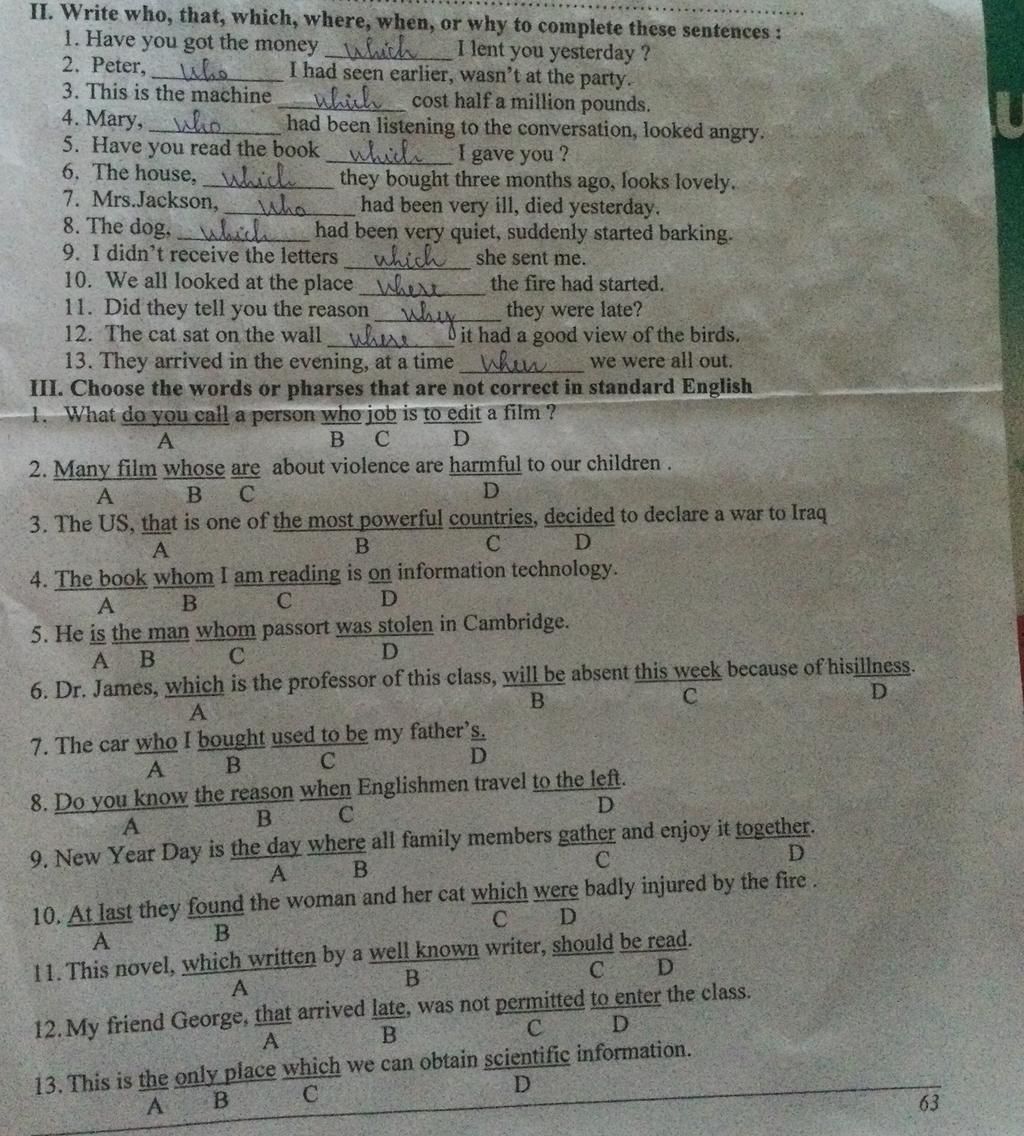 II. Write who, that, which, where, when, or why to complete these sentences :
1. Have you got the money which I lent you yesterday ?
2. Peter, who I had seen earlier, wasn't at the party.
3. This is the machine which cost half a million pounds.
4. Mary, who had been listening to the conversation, looked angry.
5. Have you read the book which I gave you ?
6. The house, which they bought three months ago, looks lovely.
7. Mrs.Jackson, who had been very ill, died yesterday.
8. The dog, which had been very quiet, suddenly started barking.
9. I didn't receive the letters which she sent me.
10. We all looked at the place where the fire had started.
11. Did they tell you the reason why they were late?
12. The cat sat on the wall where it had a good view of the birds.
13. They arrived in the evening, at a time when we were all out.
III. Choose the words or pharses that are not correct in standard English
1. What do you call a person who job is to edit a film ?
A B C D
2. Many film whose are about violence are harmful to our children .
A B C D
3. The US, that is one of the most powerful countries, decided to declare a war to Iraq
A B C D
4. The book whom I am reading is on information technology.
A B C D
5. He is the man whom passort was stolen in Cambridge.
A B C D
6. Dr. James, which is the professor of this class, will be absent this week because of hisillness.
A B C D
7. The car who I bought used to be my father's.
A B C D
8. Do you know the reason when Englishmen travel to the left.
A B C D
9. New Year Day is the day where all family members gather and enjoy it together.
A B C D
10. At last they found the woman and her cat which were badly injured by the fire .
A B C D
11. This novel, which written by a well known writer, should be read.
A B C D
12. My friend George, that arrived late, was not permitted to enter the class.
A B C D
13. This is the only place which we can obtain scientific information.
A B C D
63